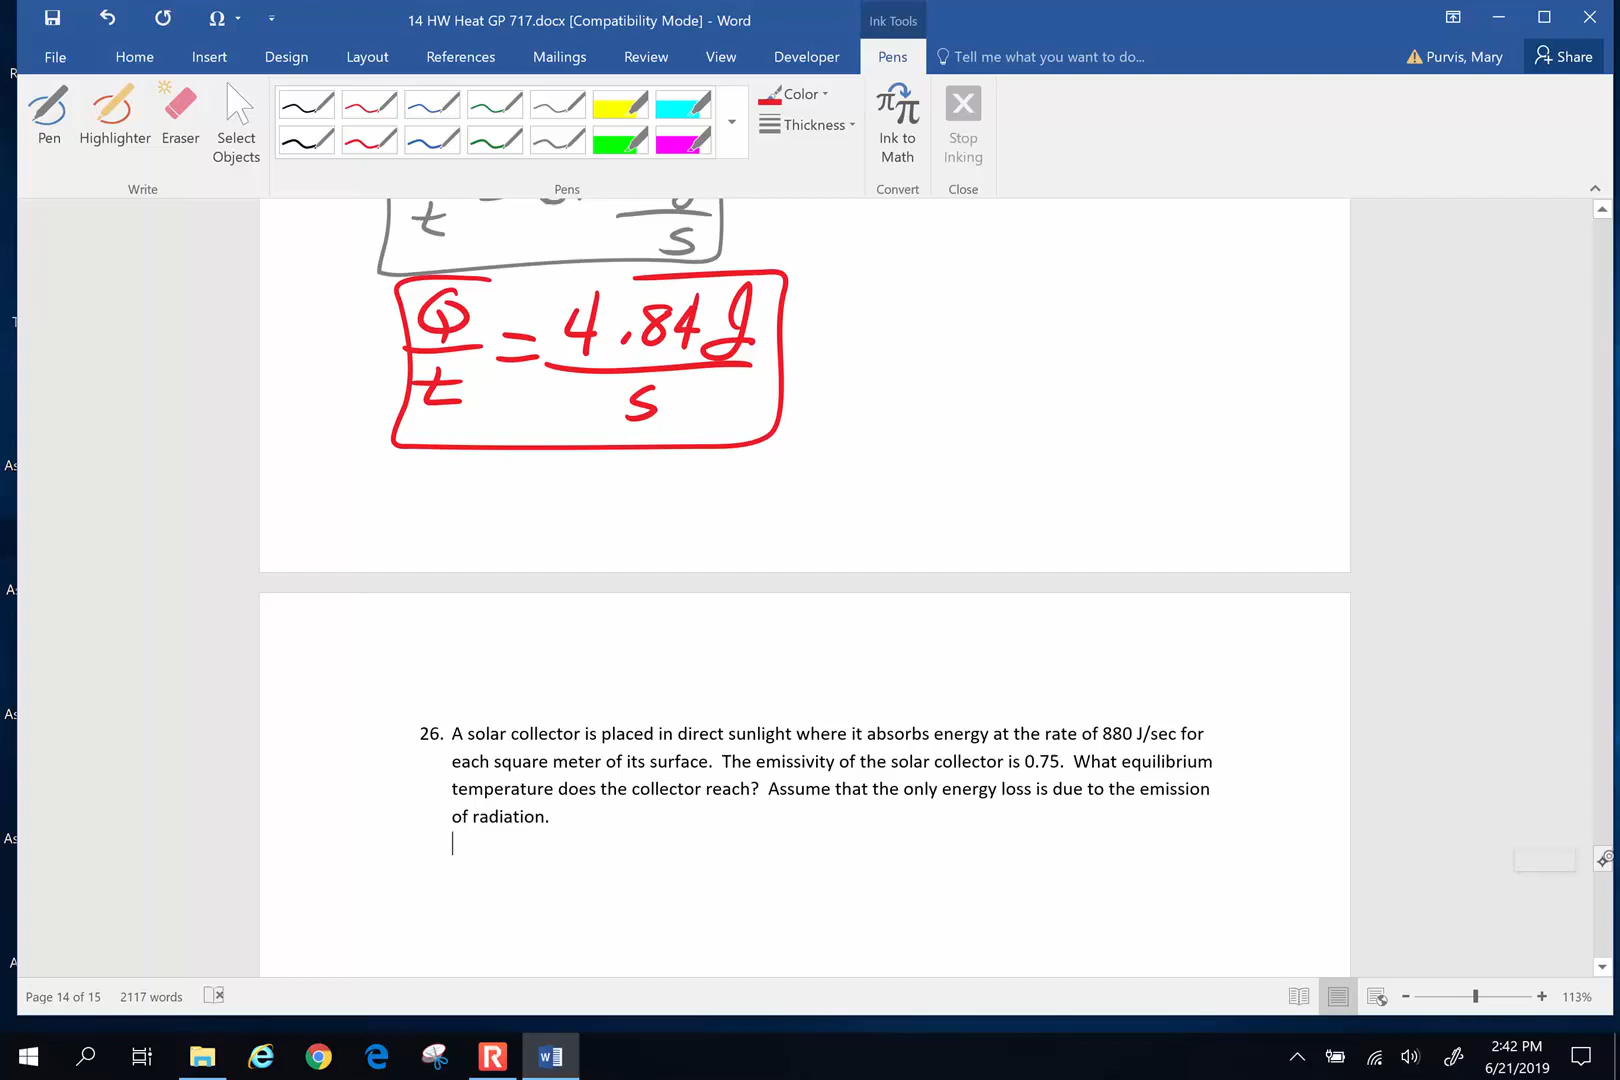 14 HW Heat GP 717.docx [Compatibility Mode] - Word
Ink Tools
File Home Insert Design Layout References Mailings Review View Developer Pens Tell me what you want to do... Purvis, Mary Share
Pen Highlighter Eraser Select Objects
Color
Thickness
Ink to Math
Stop Inking
Write Pens Convert Close
t
s
Q
t
= 4.84 J
s
26. A solar collector is placed in direct sunlight where it absorbs energy at the rate of 880 J/sec for
each square meter of its surface. The emissivity of the solar collector is 0.75. What equilibrium
temperature does the collector reach? Assume that the only energy loss is due to the emission
of radiation.
Page 14 of 15 2117 words 113%
2:42 PM
6/21/2019